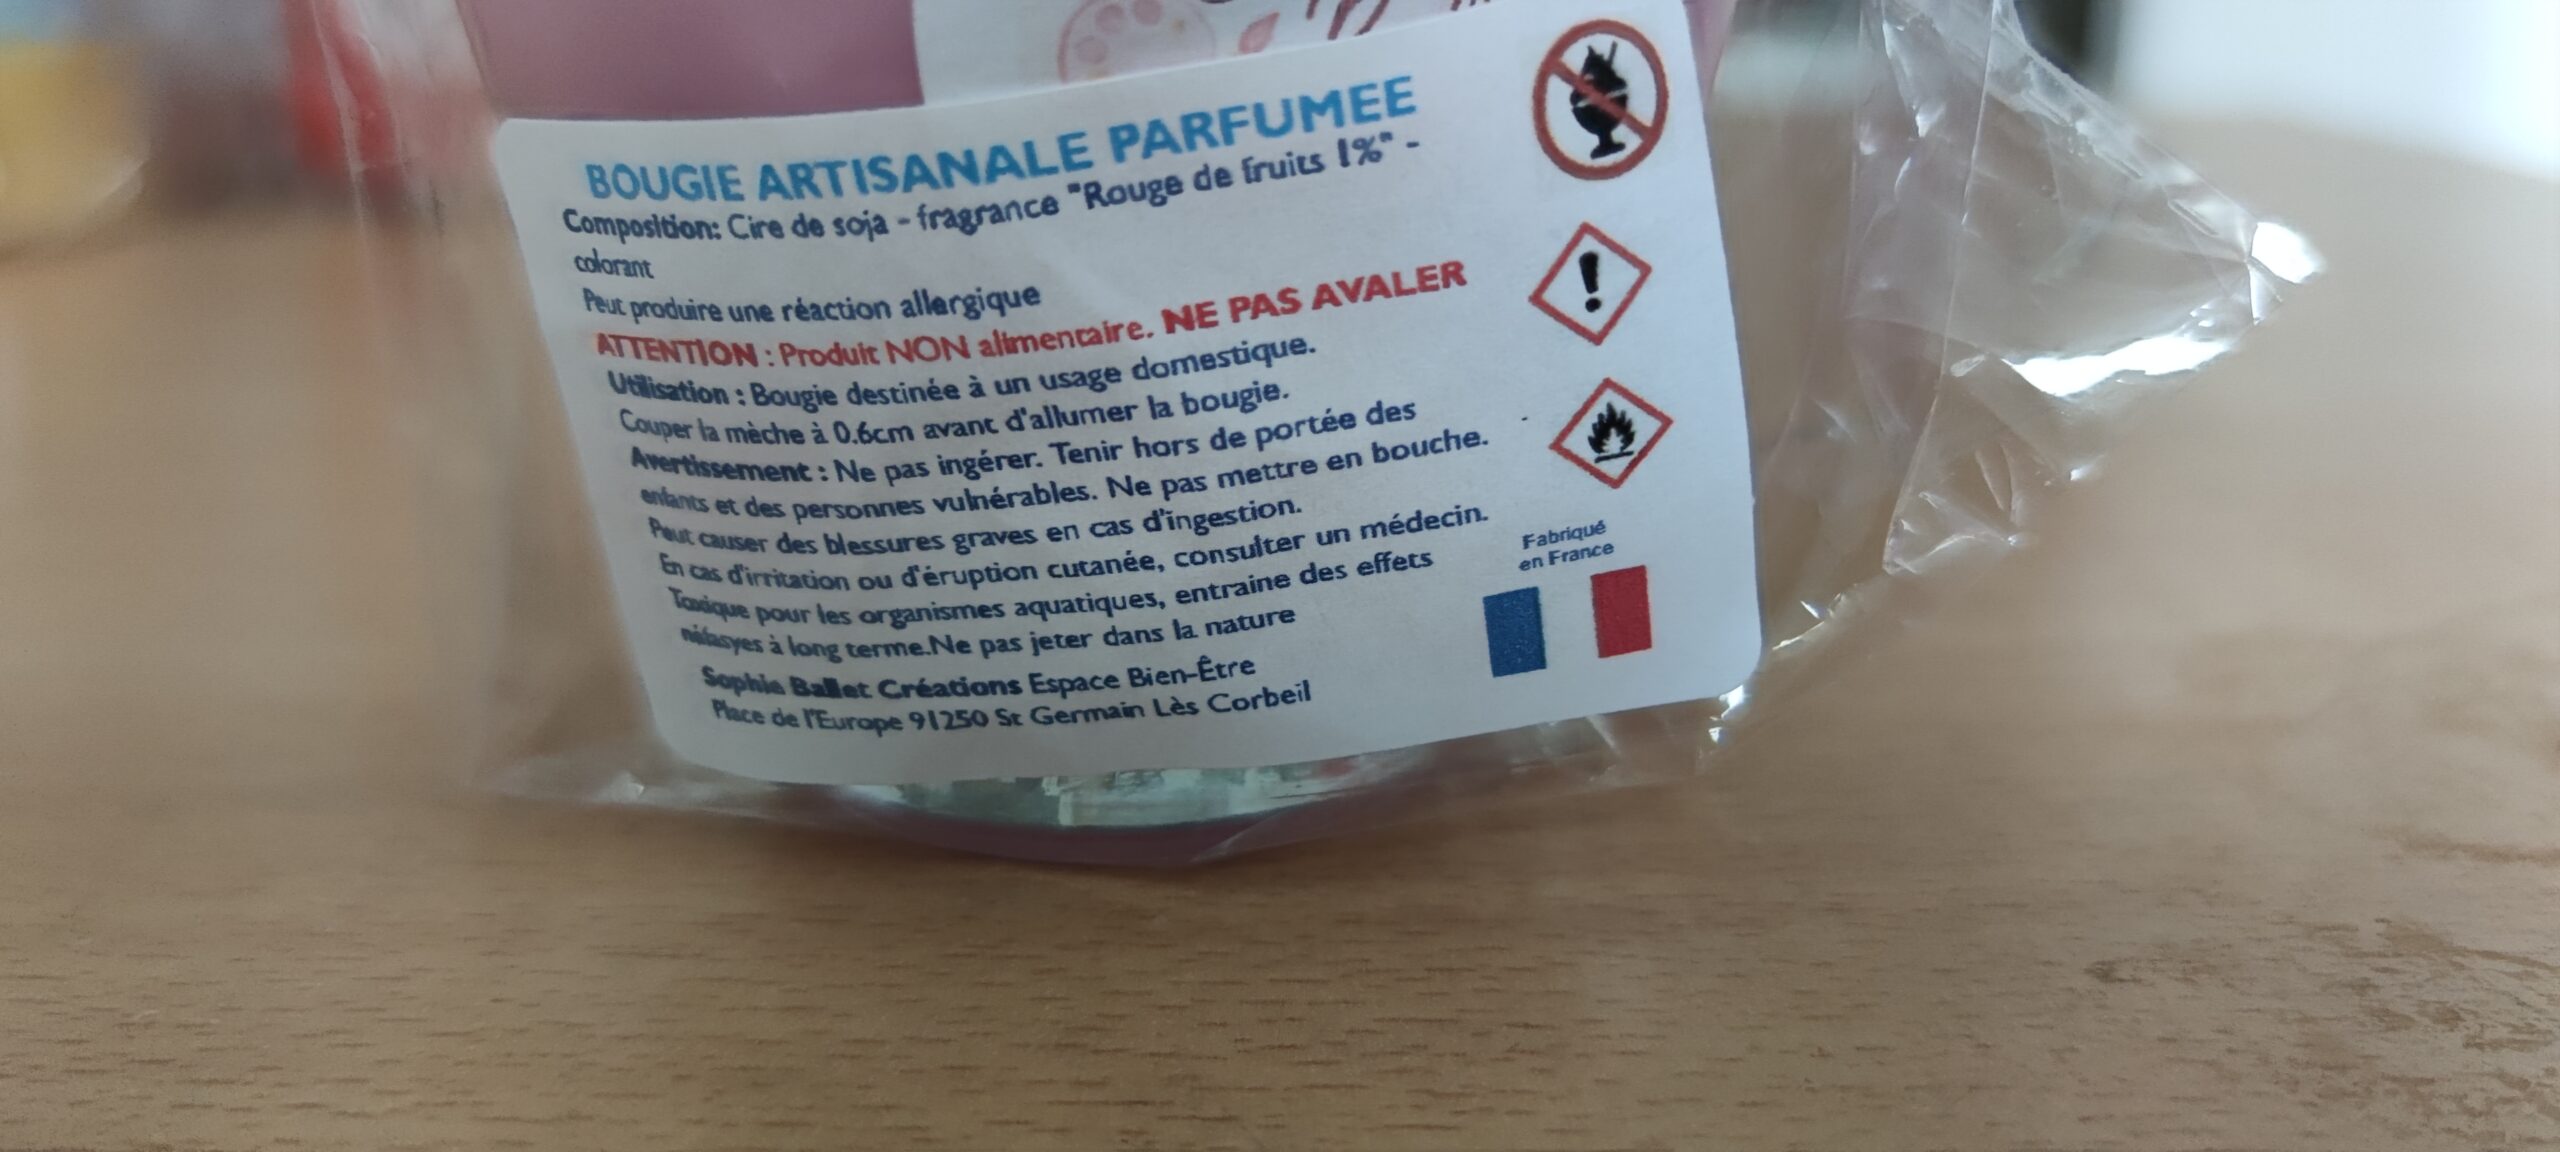 BOUGIE ARTISANALE PARFUMEE
Composition: Cire de soja - fragrance "Rouge de fruits 1%" -
colorant
Peut produire une réaction allergique
ATTENTION : Produit NON alimentaire. NE PAS AVALER
Utilisation : Bougie destinée à un usage domestique.
Couper la mèche à 0.6cm avant d'allumer la bougie.
Avertissement : Ne pas ingérer. Tenir hors de portée des
enfants et des personnes vulnérables. Ne pas mettre en bouche.
Peut causer des blessures graves en cas d'ingestion.
En cas d'irritation ou d'éruption cutanée, consulter un médecin.
Toxique pour les organismes aquatiques, entraine des effets
néfasyes à long terme.Ne pas jeter dans la nature
Sophie Ballet Créations Espace Bien-Être
Place de l'Europe 91250 St Germain Lès Corbeil
Fabriqué
en France